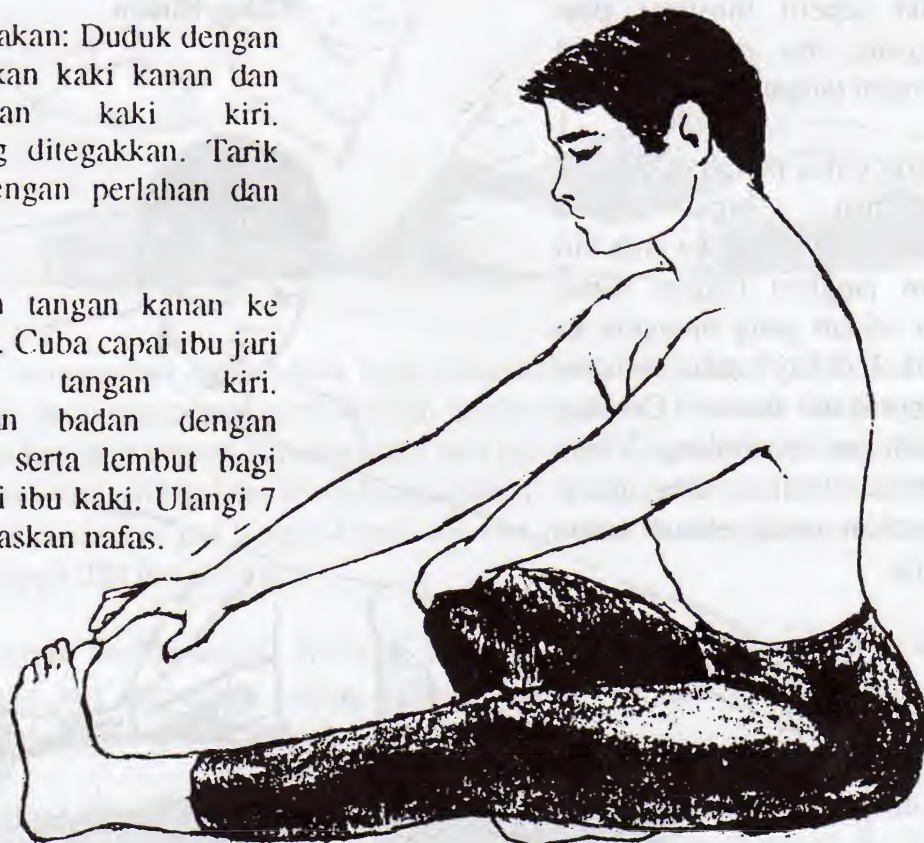 akan: Duduk dengan
kan kaki kanan dan
an kaki kiri.
g ditegakkan. Tarik
engan perlahan dan
n tangan kanan ke
. Cuba capai ibu jari
tangan kiri.
an badan dengan
serta lembut bagi
i ibu kaki. Ulangi 7
askan nafas.